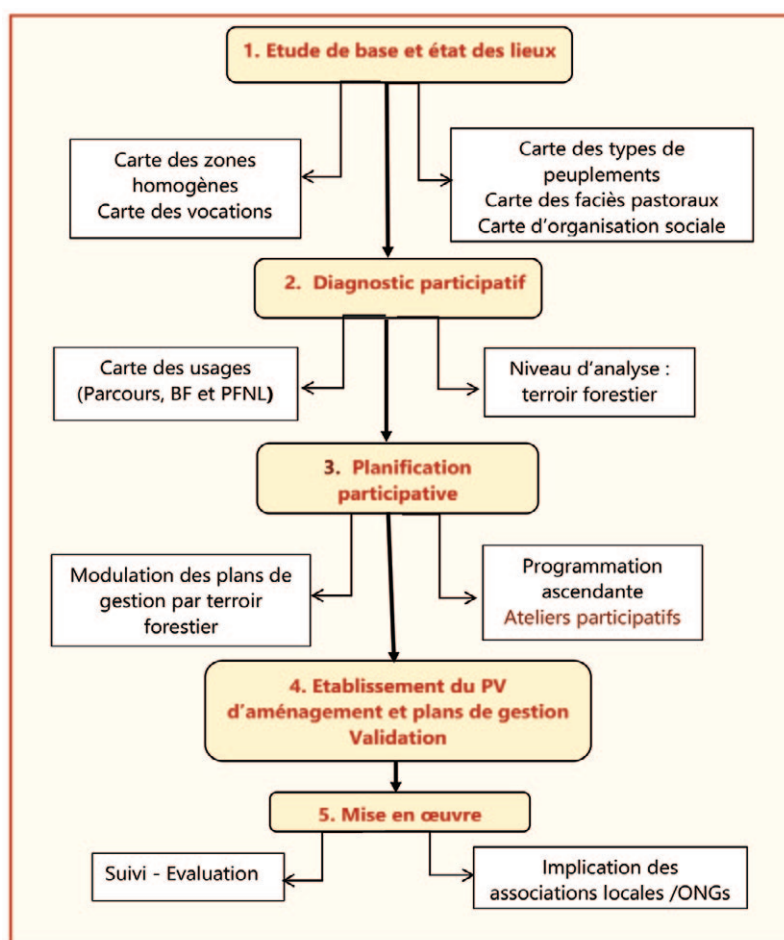 1. Etude de base et état des lieux
Carte des zones
homogènes
Carte des vocations
Carte des types de
peuplements
Carte des faciès pastoraux
Carte d'organisation sociale
2. Diagnostic participatif
Carte des usages
(Parcours, BF et PFNL)
Niveau d'analyse :
terroir forestier
3. Planification
participative
Modulation des plans de
gestion par terroir
forestier
Programmation
ascendante
Ateliers participatifs
4. Etablissement du PV
d'aménagement et plans de gestion
Validation
5. Mise en œuvre
Suivi - Evaluation
Implication des
associations locales /ONGs